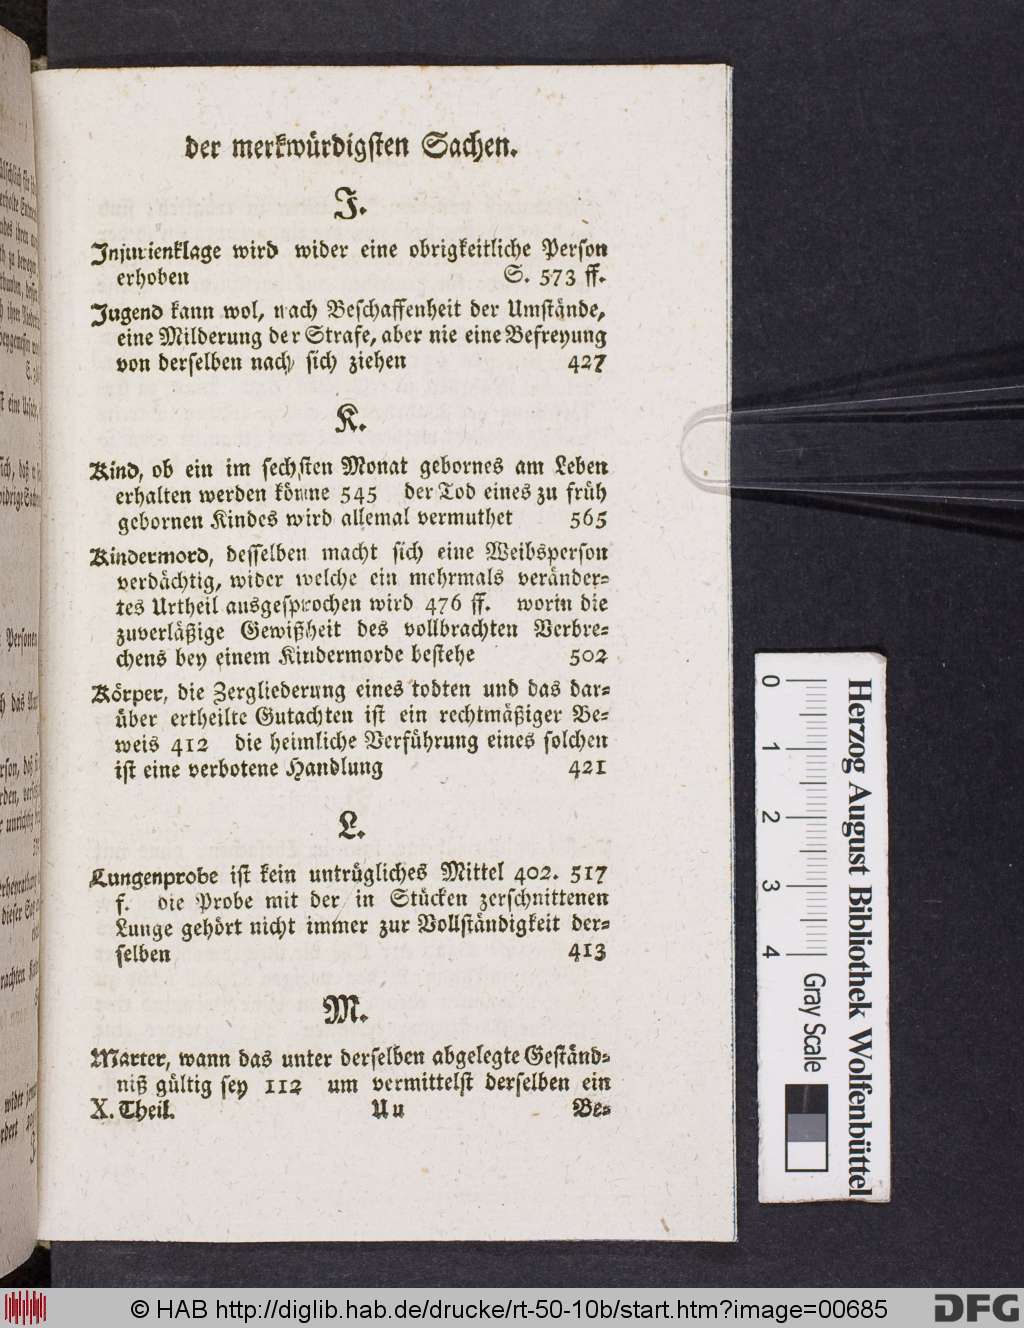 der merkwürdigsten Sachen.
J.
Injurienklage wird wider eine obrigkeitliche Person
erhoben S. 573 ff.
Jugend kann wol, nach Beschaffenheit der Umstände,
eine Milderung der Strafe, aber nie eine Befreyung
von derselben nach sich ziehen 427
K.
Kind, ob ein im sechsten Monat gebornes am Leben
erhalten werden könne 545 der Tod eines zu früh
gebornen Kindes wird allemal vermuthet 565
Kindermord, desselben macht sich eine Weibsperson
verdächtig, wider welche ein mehrmals veränder-
tes Urtheil ausgesprochen wird 476 ff. worin die
zuverläßige Gewißheit des vollbrachten Verbre-
chens bey einem Kindermorde bestehe 502
Körper, die Zergliederung eines todten und das dar-
über ertheilte Gutachten ist ein rechtmäßiger Be-
weis 412 die heimliche Verführung eines solchen
ist eine verbotene Handlung 421
L.
Lungenprobe ist kein untrügliches Mittel 402. 517
f. die Probe mit der in Stücken zerschnittenen
Lunge gehört nicht immer zur Vollständigkeit der-
selben 413
M.
Marter, wann das unter derselben abgelegte Geständ-
niß gültig sey 112 um vermittelst derselben ein
X. Theil. Uu Be-
0 1 2 3 4
Gray Scale
Herzog August Bibliothek Wolfenbüttel
© HAB http://diglib.hab.de/drucke/rt-50-10b/start.htm?image=00685
DFG